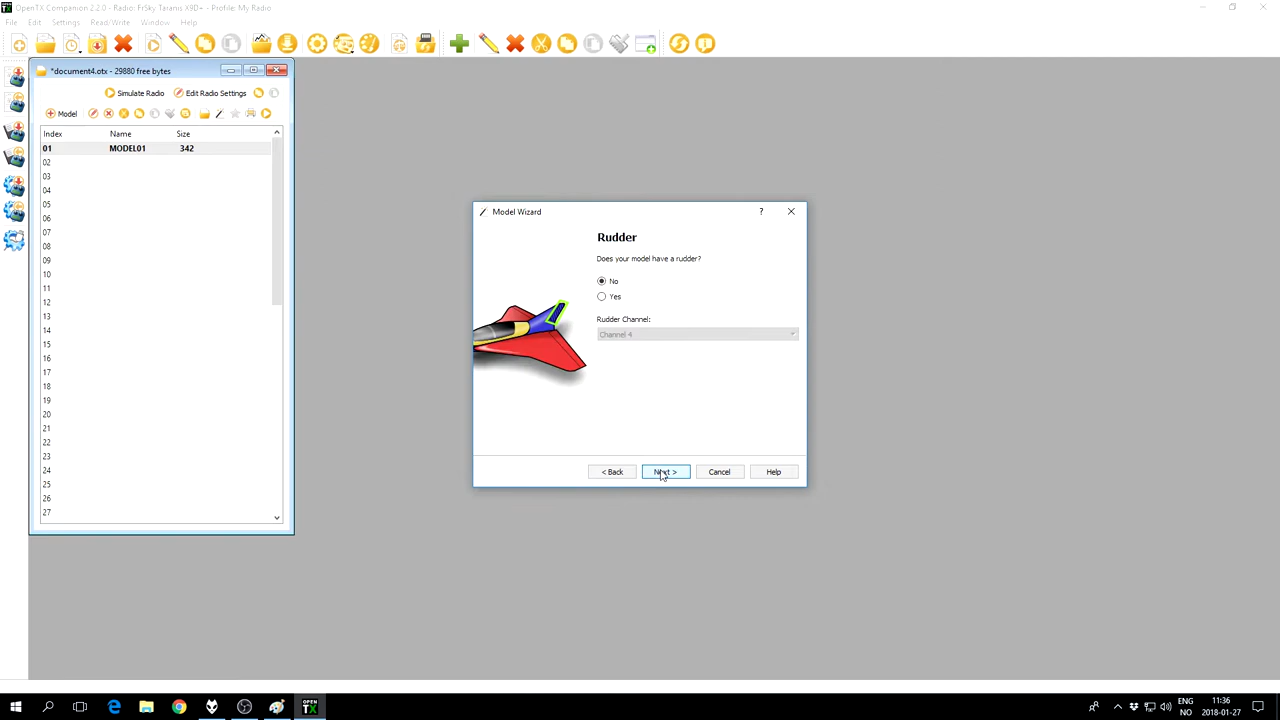 OpenTX Companion 2.2.0 - Radio: FrSky Taranis X9D+ - Profile: My Radio
File Edit Settings Read/Write Window Help
*document4.otx - 29880 free bytes
Simulate Radio Edit Radio Settings
Model
Index Name Size
01 MODEL01 342
02
03
04
05
06
07
08
09
10
11
12
13
14
15
16
17
18
19
20
21
22
23
24
25
26
27
Model Wizard ?
Rudder
Does your model have a rudder?
No
Yes
Rudder Channel:
Channel 4
< Back Next > Cancel Help
OPEN
TX
ENG
NO
11:36
2018-01-27